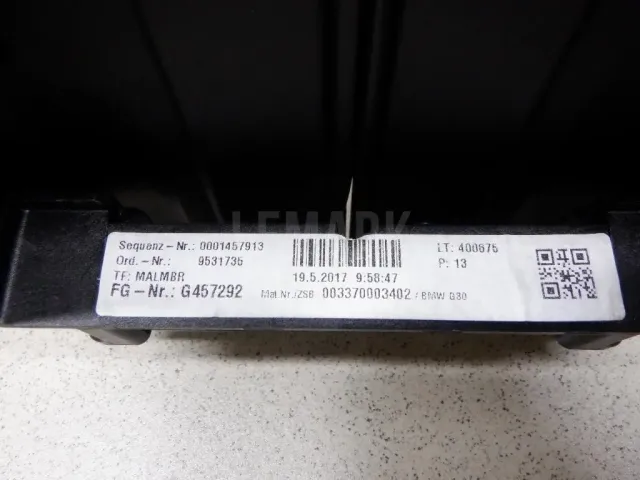 LEMARK
Sequenz-Nr.: 0001457913
LT: 400875
Ord.-Nr.: 9531735
P: 13
TF: MALMBR
19.5.2017 9:58:47
FG-Nr.: G457292
Mat.Nr./ZSB 003370003402 / BMW G30